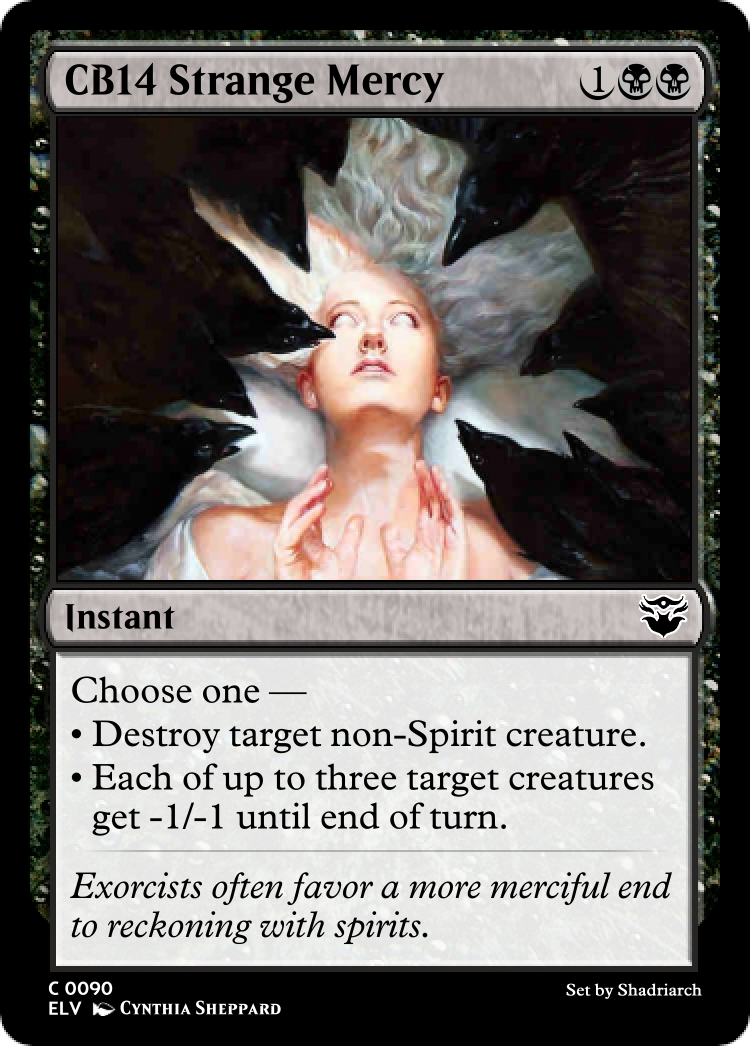 CB14 Strange Mercy 1
Instant
Choose one —
• Destroy target non-Spirit creature.
• Each of up to three target creatures
get -1/-1 until end of turn.
Exorcists often favor a more merciful end
to reckoning with spirits.
C 0090
ELV Cynthia Sheppard
Set by Shadriarch